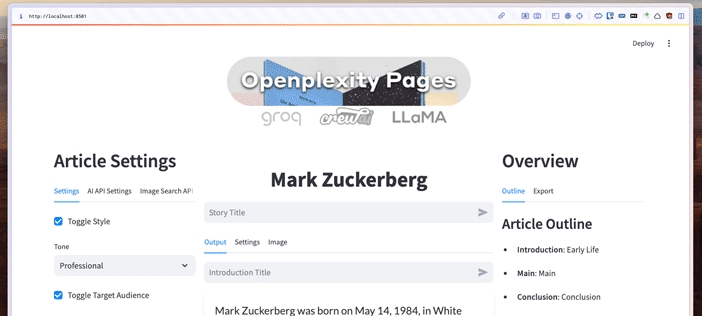 http://localhost:8501
Deploy
Openplexity Pages
groq crewai LLaMA
Article Settings
Settings AI API Settings Image Search API
Toggle Style
Tone
Professional
Toggle Target Audience
Mark Zuckerberg
Story Title
Output Settings Image
Introduction Title
Mark Zuckerberg was born on May 14, 1984, in White
Overview
Outline Export
Article Outline
Introduction: Early Life
Main: Main
Conclusion: Conclusion